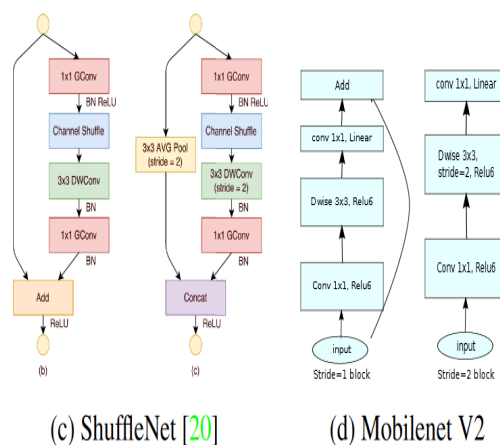 1x1 GConv
BN ReLU
Channel Shuffle
3x3 DWConv
BN
1x1 GConv
BN
Add
ReLU
(b)
1x1 GConv
BN ReLU
3x3 AVG Pool
(stride = 2)
Channel Shuffle
3x3 DWConv
(stride = 2)
BN
1x1 GConv
BN
Concat
ReLU
(c)
Add
conv 1x1, Linear
Dwise 3x3, Relu6
Conv 1x1, Relu6
input
Stride=1 block
conv 1x1, Linear
Dwise 3x3,
stride=2, Relu6
Conv 1x1, Relu6
input
Stride=2 block
(c) ShuffleNet [20]
(d) Mobilenet V2